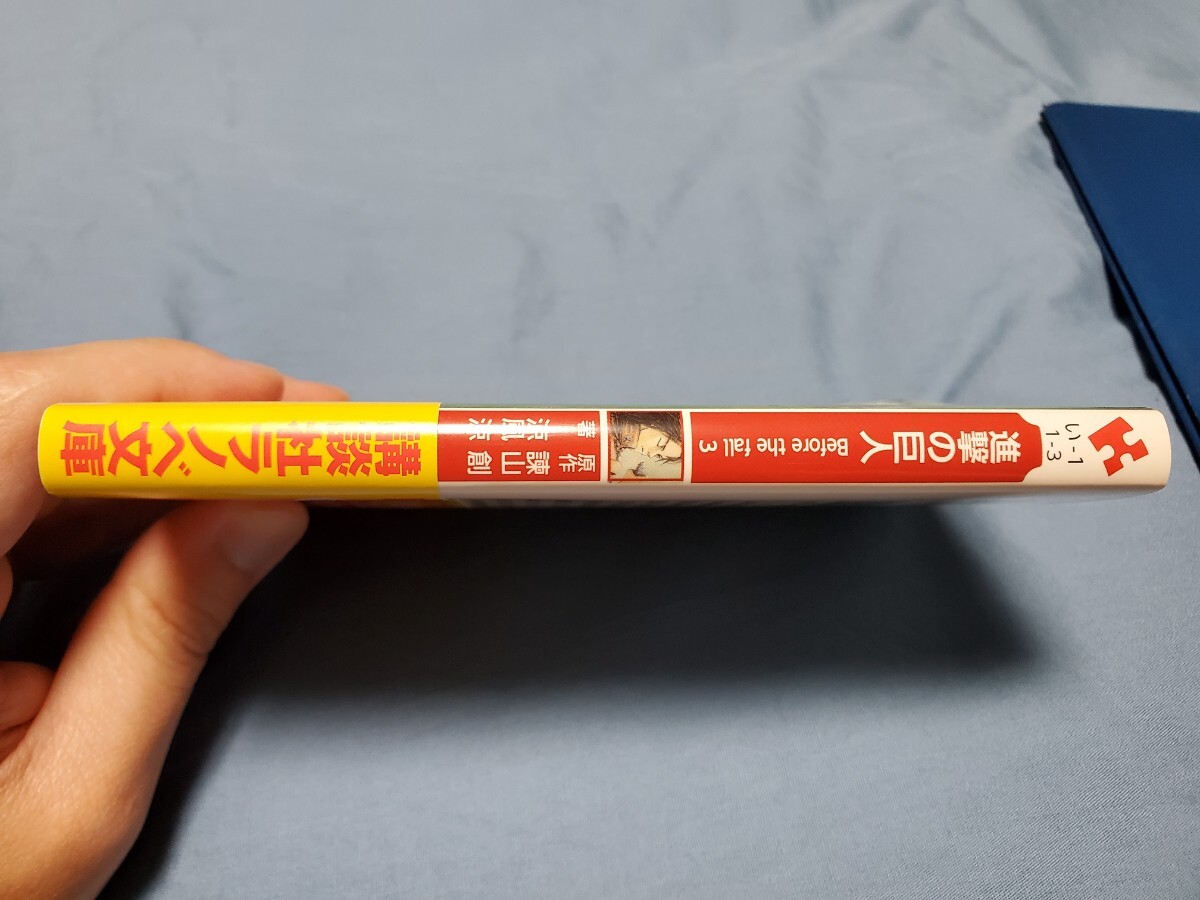 い-1
1-3
進撃の巨人
Before the fall 3
原作 諫山創
著 涼風涼
講談社ラノベ文庫